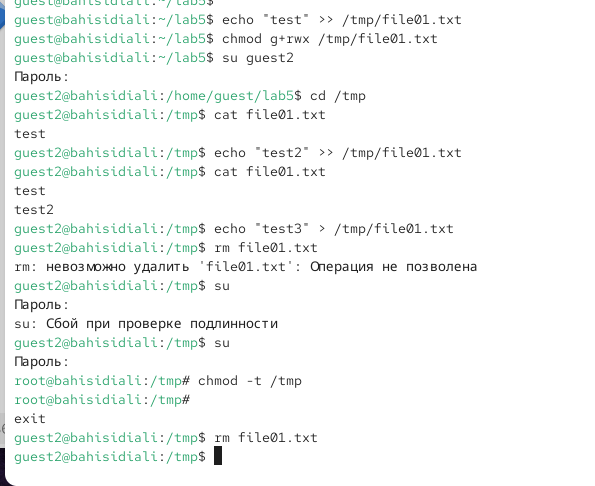 guest@bahisidiali:~/lab5$
guest@bahisidiali:~/lab5$ echo "test" >> /tmp/file01.txt
guest@bahisidiali:~/lab5$ chmod g+rwx /tmp/file01.txt
guest@bahisidiali:~/lab5$ su guest2
Пароль:
guest2@bahisidiali:/home/guest/lab5$ cd /tmp
guest2@bahisidiali:/tmp$ cat file01.txt
test
guest2@bahisidiali:/tmp$ echo "test2" >> /tmp/file01.txt
guest2@bahisidiali:/tmp$ cat file01.txt
test
test2
guest2@bahisidiali:/tmp$ echo "test3" > /tmp/file01.txt
guest2@bahisidiali:/tmp$ rm file01.txt
rm: невозможно удалить 'file01.txt': Операция не позволена
guest2@bahisidiali:/tmp$ su
Пароль:
su: Сбой при проверке подлинности
guest2@bahisidiali:/tmp$ su
Пароль:
root@bahisidiali:/tmp# chmod -t /tmp
root@bahisidiali:/tmp#
exit
guest2@bahisidiali:/tmp$ rm file01.txt
guest2@bahisidiali:/tmp$